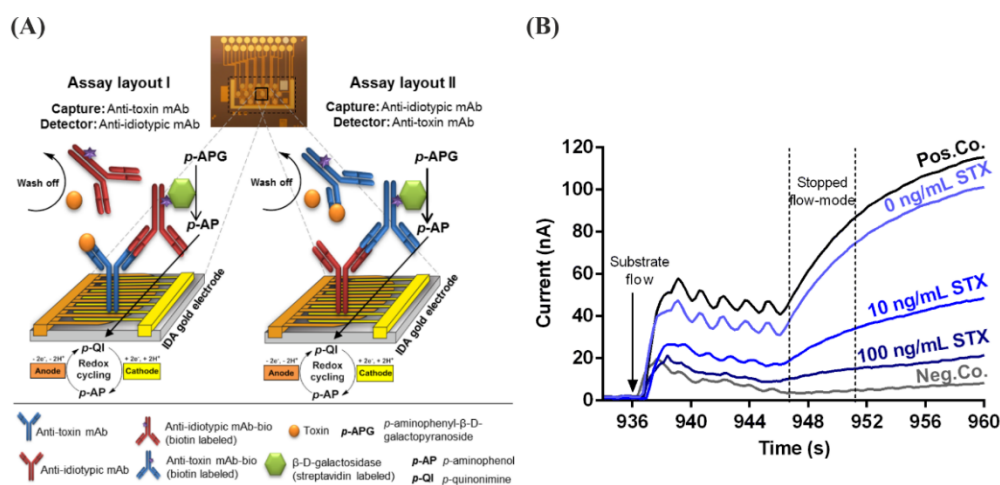 (A)
Assay layout I
Capture: Anti-toxin mAb
Detector: Anti-idiotypic mAb
Wash off
p-APG
p-AP
IDA gold electrode
p-QI
- 2e-, - 2H+
+ 2e-, + 2H+
Redox
cycling
Anode
Cathode
p-AP
Assay layout II
Capture: Anti-idiotypic mAb
Detector: Anti-toxin mAb
Wash off
p-APG
p-AP
IDA gold electrode
p-QI
- 2e-, - 2H+
+ 2e-, + 2H+
Redox
cycling
Anode
Cathode
p-AP
Anti-toxin mAb
Anti-idiotypic mAb-bio
(biotin labeled)
Toxin
p-APG p-aminophenyl-β-D-
galactopyranoside
Anti-idiotypic mAb
Anti-toxin mAb-bio
(biotin labeled)
β-D-galactosidase
(streptavidin labeled)
p-AP p-aminophenol
p-QI p-quinonimine
(B)
Current (nA)
120
100
80
60
40
20
0
Substrate
flow
Stopped
flow-mode
Pos.Co.
0 ng/mL STX
10 ng/mL STX
100 ng/mL STX
Neg.Co.
936 940 944 948 952 956 960
Time (s)